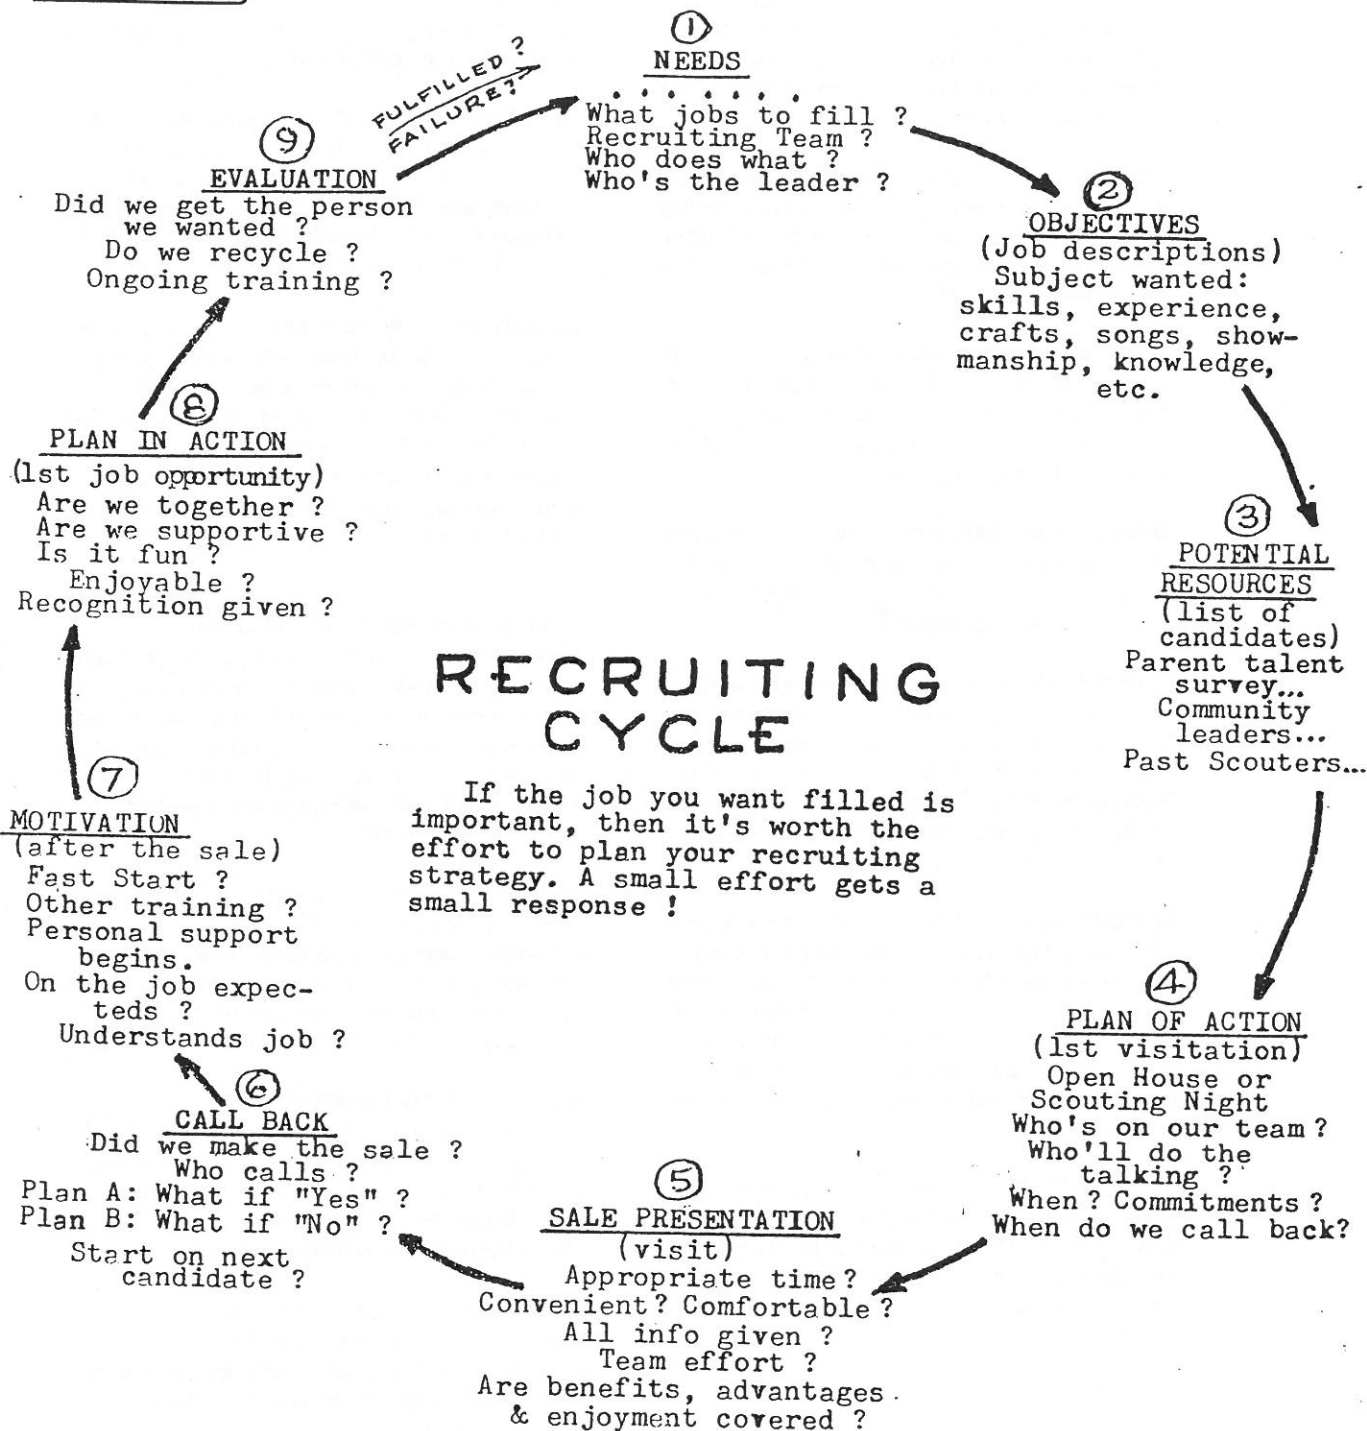 ①
NEEDS
What jobs to fill ?
Recruiting Team ?
Who does what ?
Who's the leader ?
②
OBJECTIVES
(Job descriptions)
Subject wanted:
skills, experience,
crafts, songs, show-
manship, knowledge,
etc.
③
POTENTIAL
RESOURCES
(list of
candidates)
Parent talent
survey...
Community
leaders...
Past Scouters...
④
PLAN OF ACTION
(1st visitation)
Open House or
Scouting Night
Who's on our team ?
Who'll do the
talking ?
When ? Commitments ?
When do we call back?
⑤
SALE PRESENTATION
(visit)
Appropriate time ?
Convenient ? Comfortable ?
All info given ?
Team effort ?
Are benefits, advantages
& enjoyment covered ?
⑥
CALL BACK
Did we make the sale ?
Who calls ?
Plan A: What if "Yes" ?
Plan B: What if "No" ?
Start on next
candidate ?
⑦
MOTIVATION
(after the sale)
Fast Start ?
Other training ?
Personal support
begins.
On the job expec-
teds ?
Understands job ?
⑧
PLAN IN ACTION
(1st job opportunity)
Are we together ?
Are we supportive ?
Is it fun ?
Enjoyable ?
Recognition given ?
⑨
EVALUATION
Did we get the person
we wanted ?
Do we recycle ?
Ongoing training ?
FULFILLED ?
FAILURE ?
RECRUITING
CYCLE
If the job you want filled is
important, then it's worth the
effort to plan your recruiting
strategy. A small effort gets a
small response !